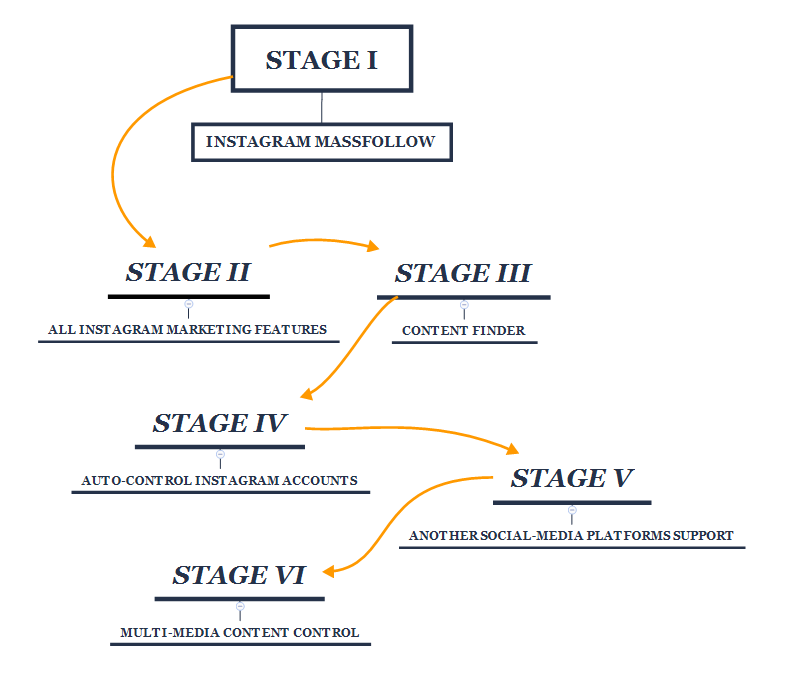 STAGE I
INSTAGRAM MASSFOLLOW
STAGE II
ALL INSTAGRAM MARKETING FEATURES
STAGE III
CONTENT FINDER
STAGE IV
AUTO-CONTROL INSTAGRAM ACCOUNTS
STAGE V
ANOTHER SOCIAL-MEDIA PLATFORMS SUPPORT
STAGE VI
MULTI-MEDIA CONTENT CONTROL